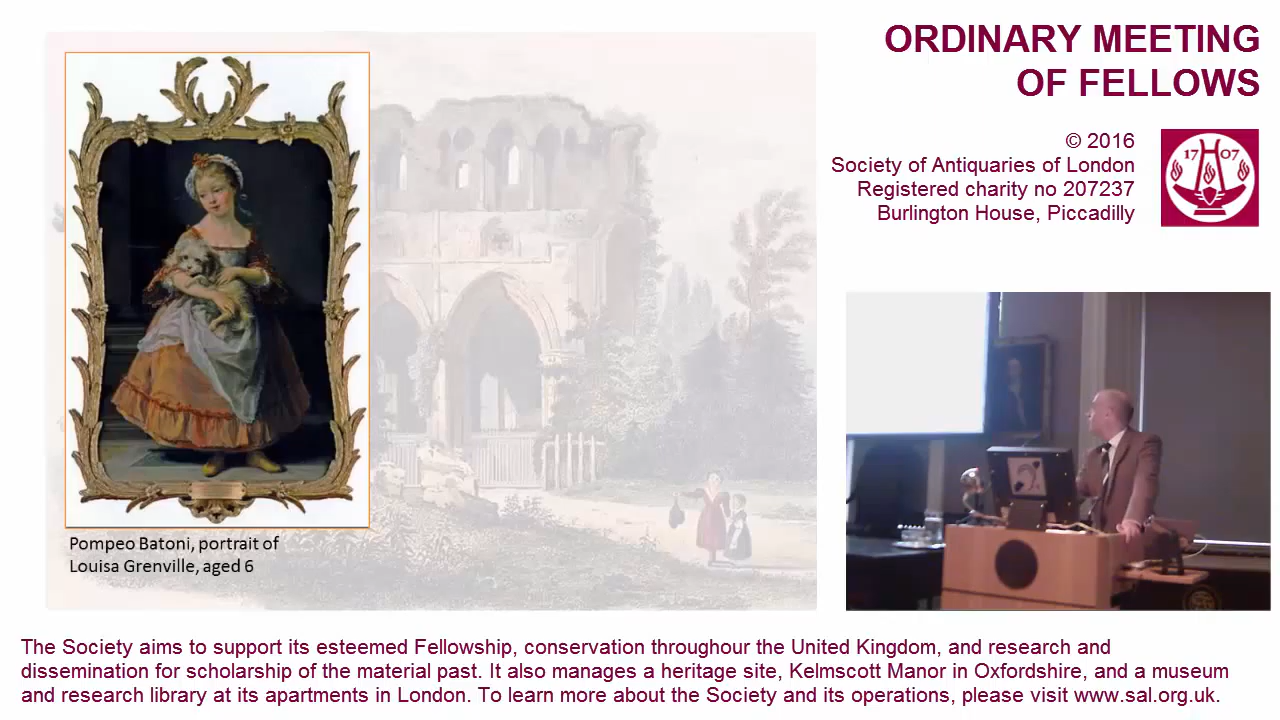 ORDINARY MEETING
OF FELLOWS
© 2016
Society of Antiquaries of London
Registered charity no 207237
Burlington House, Piccadilly
17 07
Pompeo Batoni, portrait of
Louisa Grenville, aged 6
The Society aims to support its esteemed Fellowship, conservation throughour the United Kingdom, and research and
dissemination for scholarship of the material past. It also manages a heritage site, Kelmscott Manor in Oxfordshire, and a museum
and research library at its apartments in London. To learn more about the Society and its operations, please visit www.sal.org.uk.